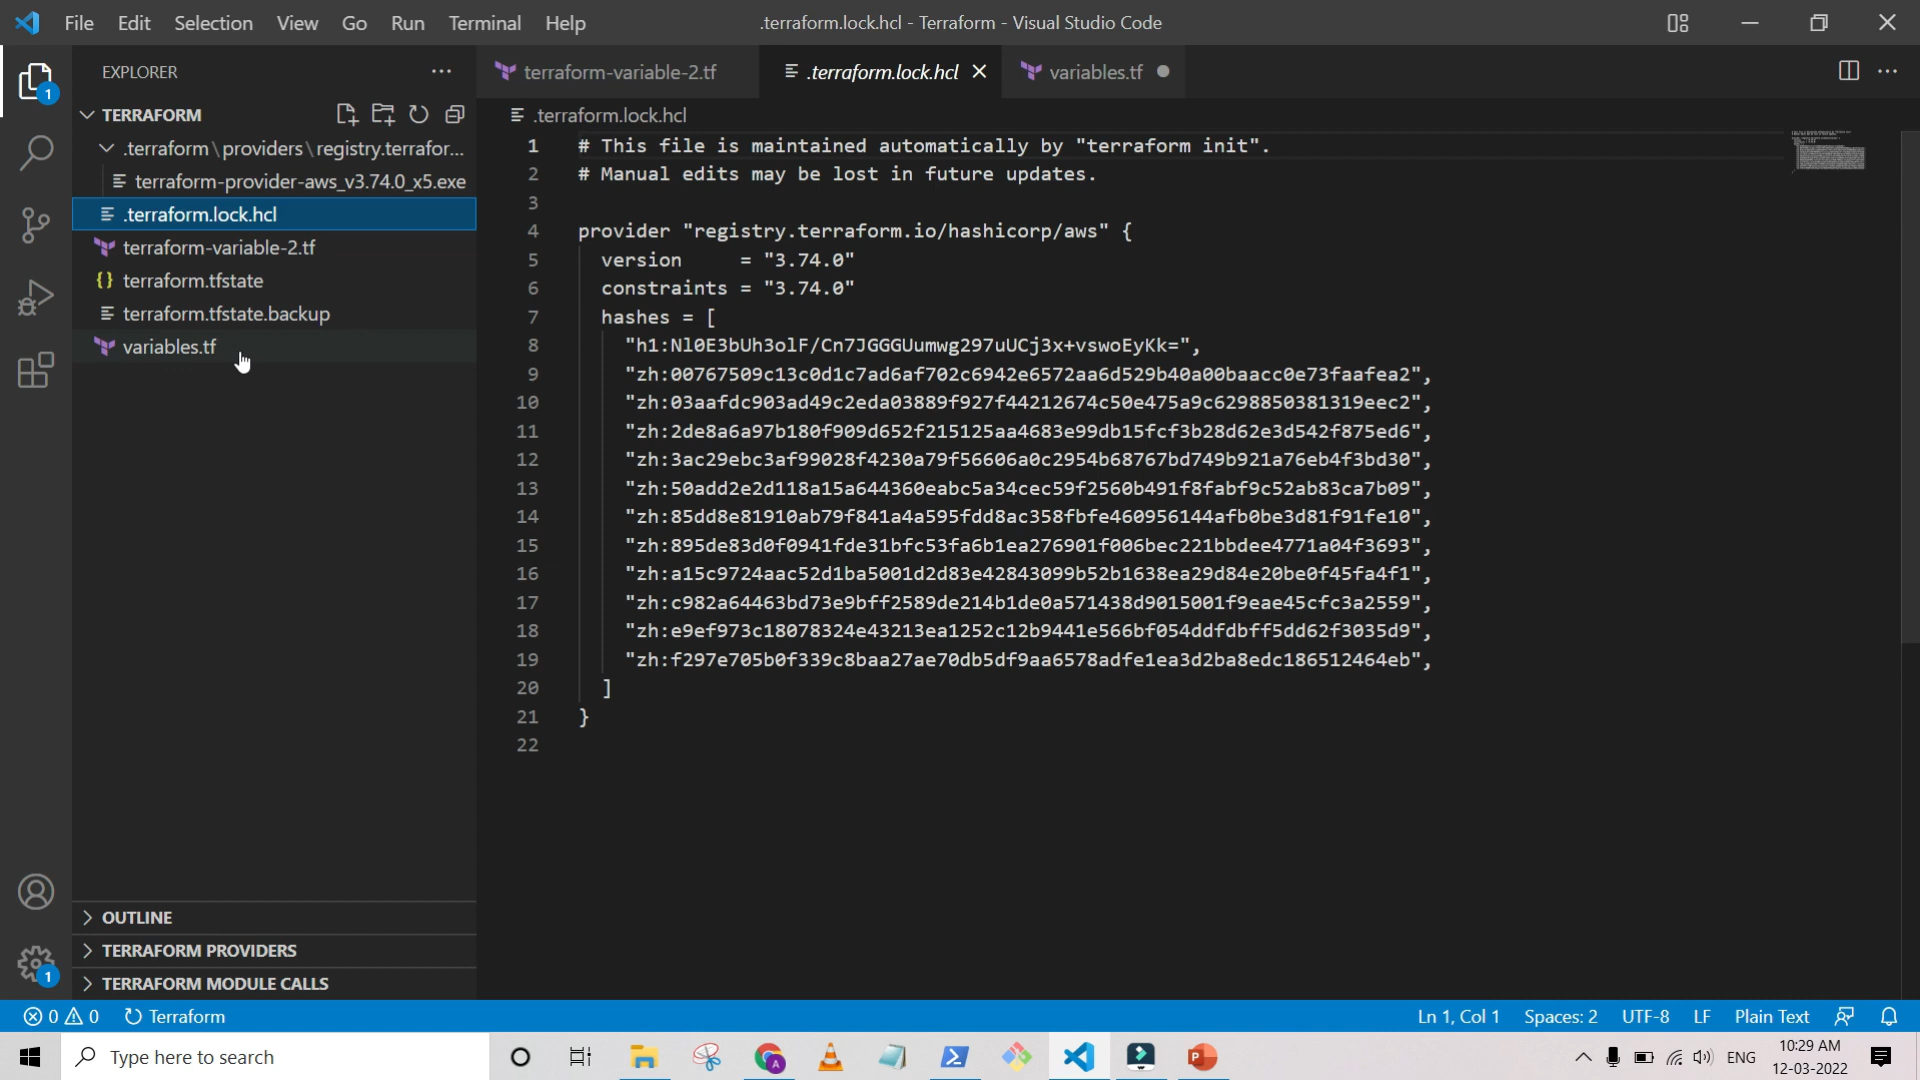 File Edit Selection View Go Run Terminal Help
.terraform.lock.hcl - Terraform - Visual Studio Code
EXPLORER
TERRAFORM
.terraform\providers\registry.terrafor...
terraform-provider-aws_v3.74.0_x5.exe
.terraform.lock.hcl
terraform-variable-2.tf
terraform.tfstate
terraform.tfstate.backup
variables.tf
OUTLINE
TERRAFORM PROVIDERS
TERRAFORM MODULE CALLS
1
1
terraform-variable-2.tf
.terraform.lock.hcl
variables.tf
.terraform.lock.hcl
1 # This file is maintained automatically by "terraform init".
2 # Manual edits may be lost in future updates.
3
4 provider "registry.terraform.io/hashicorp/aws" {
5 version = "3.74.0"
6 constraints = "3.74.0"
7 hashes = [
8 "h1:Nl0E3bUh3olF/Cn7JGGGUumwg297uUCj3x+vswoEyKk=",
9 "zh:00767509c13c0d1c7ad6af702c6942e6572aa6d529b40a00baacc0e73faafea2",
10 "zh:03aafdc903ad49c2eda03889f927f44212674c50e475a9c6298850381319eec2",
11 "zh:2de8a6a97b180f909d652f215125aa4683e99db15fcf3b28d62e3d542f875ed6",
12 "zh:3ac29ebc3af99028f4230a79f56606a0c2954b68767bd749b921a76eb4f3bd30",
13 "zh:50add2e2d118a15a644360eabc5a34cec59f2560b491f8fabf9c52ab83ca7b09",
14 "zh:85dd8e81910ab79f841a4a595fdd8ac358fbfe460956144afb0be3d81f91fe10",
15 "zh:895de83d0f0941fde31bfc53fa6b1ea276901f006bec221bbdee4771a04f3693",
16 "zh:a15c9724aac52d1ba5001d2d83e42843099b52b1638ea29d84e20be0f45fa4f1",
17 "zh:c982a64463bd73e9bff2589de214b1de0a571438d9015001f9eae45cfc3a2559",
18 "zh:e9ef973c18078324e43213ea1252c12b9441e566bf054ddfdbff5dd62f3035d9",
19 "zh:f297e705b0f339c8baa27ae70db5df9aa6578adfe1ea3d2ba8edc186512464eb",
20 ]
21 }
22
0 0 Terraform
Ln 1, Col 1 Spaces: 2 UTF-8 LF Plain Text
Type here to search
ENG
10:29 AM
12-03-2022